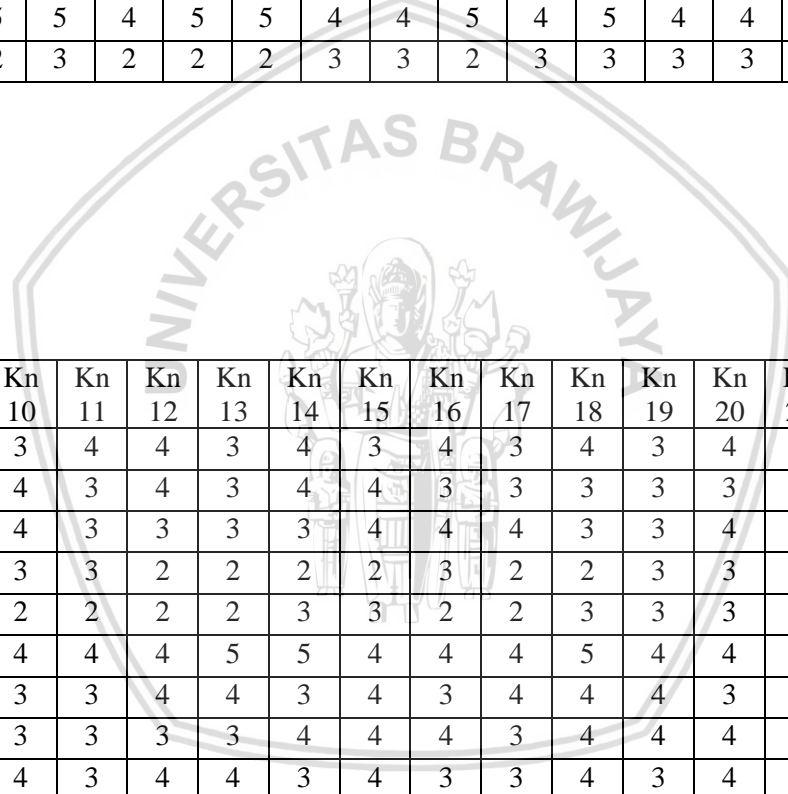 5 4 5 5 4 4 5 4 5 4 4
3 2 2 2 3 3 2 3 3 3 3
UNIVERSITAS BRAWIJAYA
Kn Kn Kn Kn Kn Kn Kn Kn Kn Kn Kn
10 11 12 13 14 15 16 17 18 19 20
3 4 4 3 4 3 4 3 4 3 4
4 3 4 3 4 4 3 3 3 3 3
4 3 3 3 3 4 4 4 3 3 4
3 3 2 2 2 2 3 2 2 3 3
2 2 2 2 3 3 2 2 3 3 3
4 4 4 5 5 4 4 4 5 4 4
3 3 4 4 3 4 3 4 4 4 3
3 3 3 3 4 4 4 3 4 4 4
4 3 4 4 3 4 3 3 4 3 4